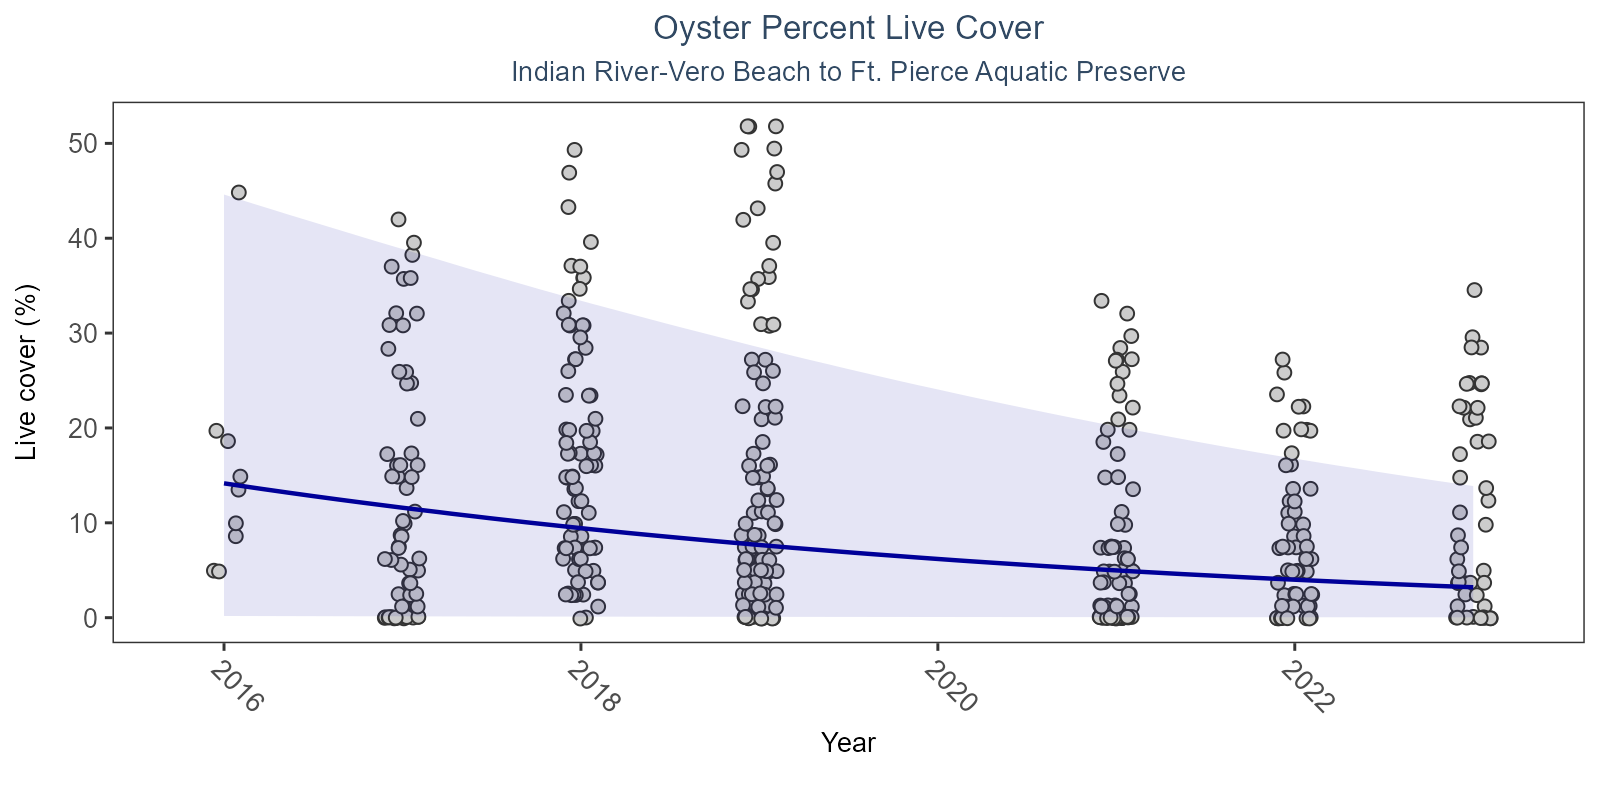 Oyster Percent Live Cover
Indian River-Vero Beach to Ft. Pierce Aquatic Preserve
Live cover (%)
50
40
30
20
10
0
2016
2018
2020
2022
Year